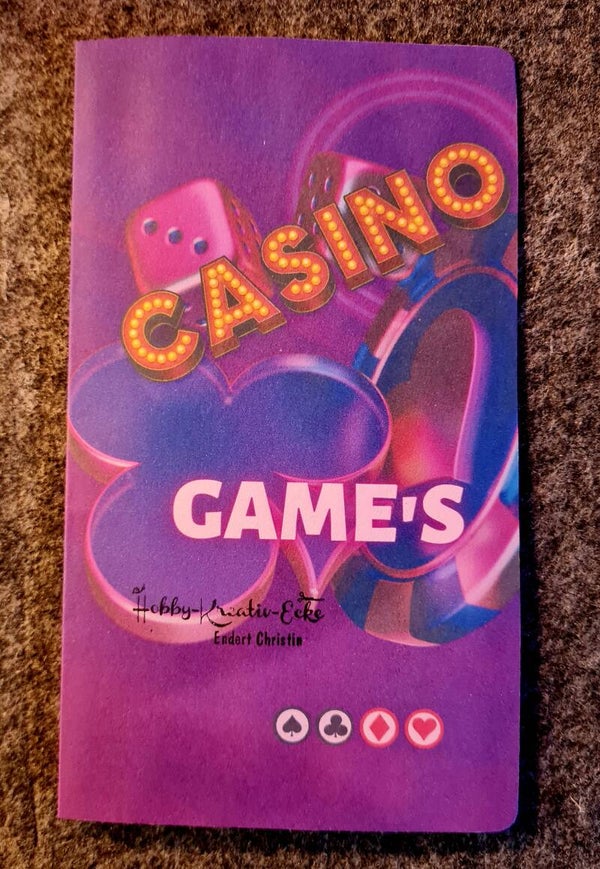 CASINO
GAME'S
Hobby-Kreativ-Ecke
Endert Christin